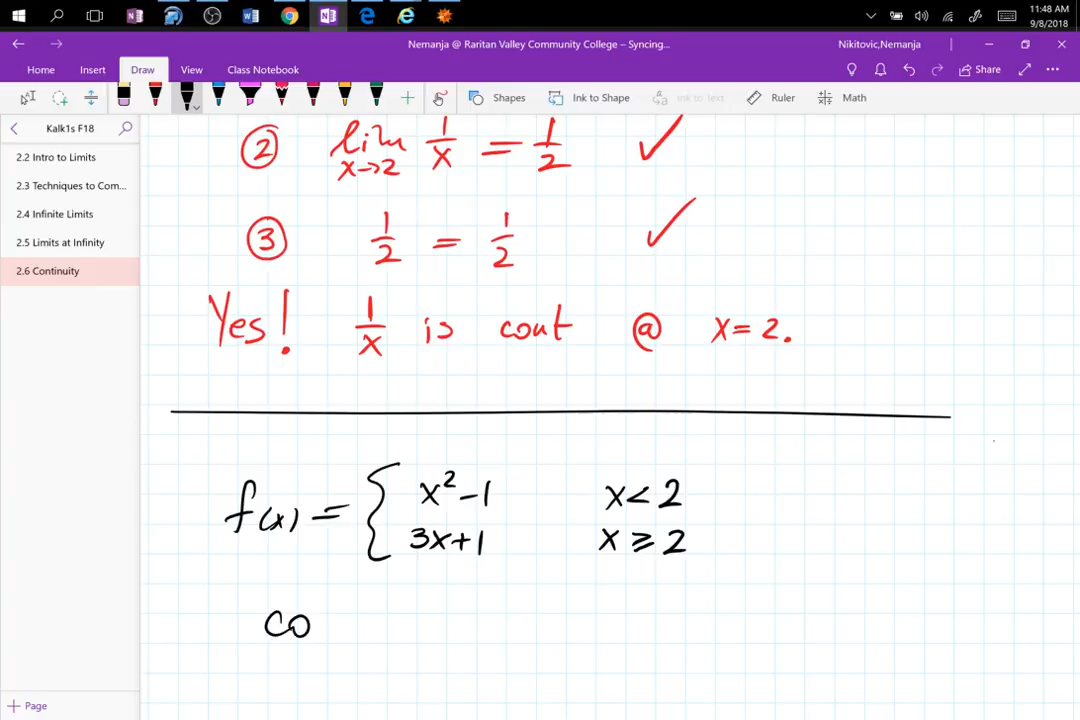 11:48 AM
9/8/2018
Nemanja @ Raritan Valley Community College – Syncing...
Nikitovic,Nemanja
Home Insert Draw View Class Notebook Share
Shapes Ink to Shape Ink to Text Ruler Math
Kalk1s F18
2.2 Intro to Limits
2.3 Techniques to Com...
2.4 Infinite Limits
2.5 Limits at Infinity
2.6 Continuity
Page
② lim x→2 1/x = 1/2 ✓
③ 1/2 = 1/2 ✓
Yes! 1/x is cont @ x=2.
f(x) = { x²-1 x<2
3x+1 x≥2
co